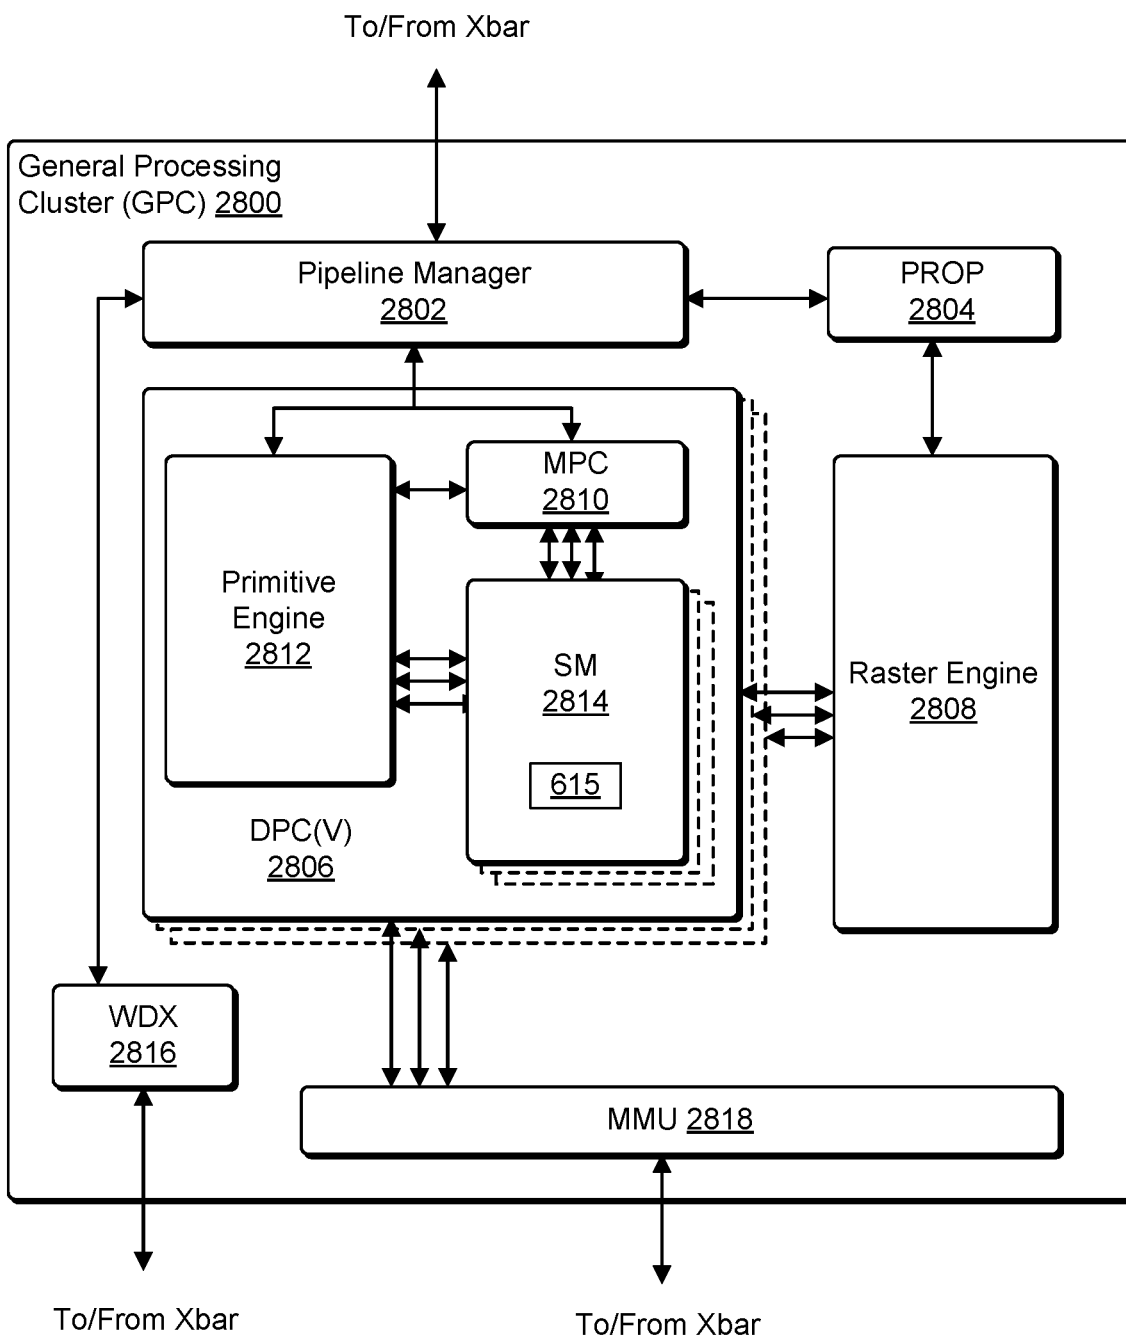 To/From Xbar
General Processing
Cluster (GPC) 2800
Pipeline Manager
2802
PROP
2804
MPC
2810
Primitive
Engine
2812
SM
2814
615
Raster Engine
2808
DPC(V)
2806
WDX
2816
MMU 2818
To/From Xbar
To/From Xbar